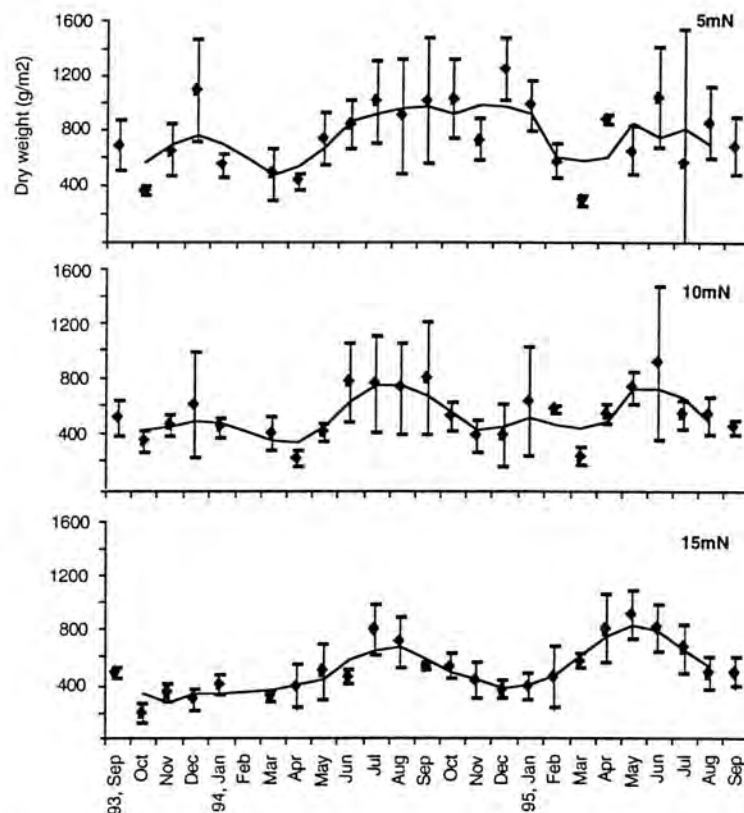 5mN
1600
1200
800
400
Dry weight (g/m2)
10mN
1600
1200
800
400
15mN
1600
1200
800
400
93, Sep
Oct
Nov
Dec
94, Jan
Feb
Mar
Apr
May
Jun
Jul
Aug
Sep
Oct
Nov
Dec
95, Jan
Feb
Mar
Apr
May
Jun
Jul
Aug
Sep